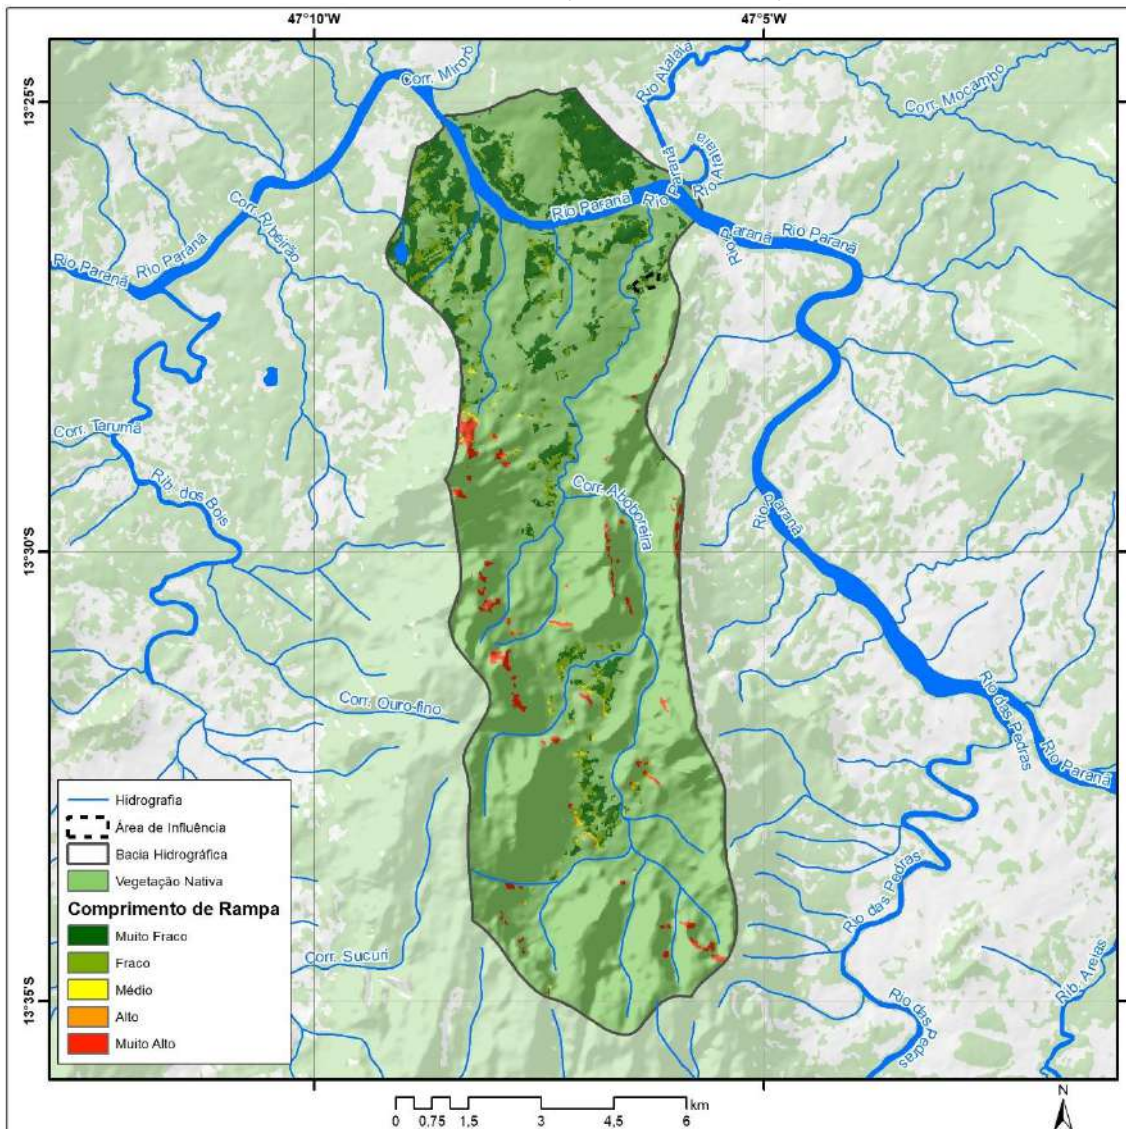 47°10'W
47°5'W
13°25'S
13°30'S
13°35'S
Corr. Mirоró
Rio Atalaia
Corr. Mocambo
Rio Atalaia
Rio Paraná
Rio Paraná
Rio Paraná
Rio Paraná
Rio Paraná
Corr. Ribeirão
Rio Paraná
Rio Paraná
Corr. Tarumã
Rib. dos Bois
Corr. Aboboreira
Rio Paraná
Corr. Ouro-fino
Rio das Pedras
Rio Paraná
Rio das Pedras
Corr. Sucuri
Rib. Areias
Rio das Pedras
Hidrografia
Área de Influência
Bacia Hidrográfica
Vegetação Nativa
Comprimento de Rampa
Muito Fraco
Fraco
Médio
Alto
Muito Alto
km
0 0,75 1,5 3 4,5 6
N